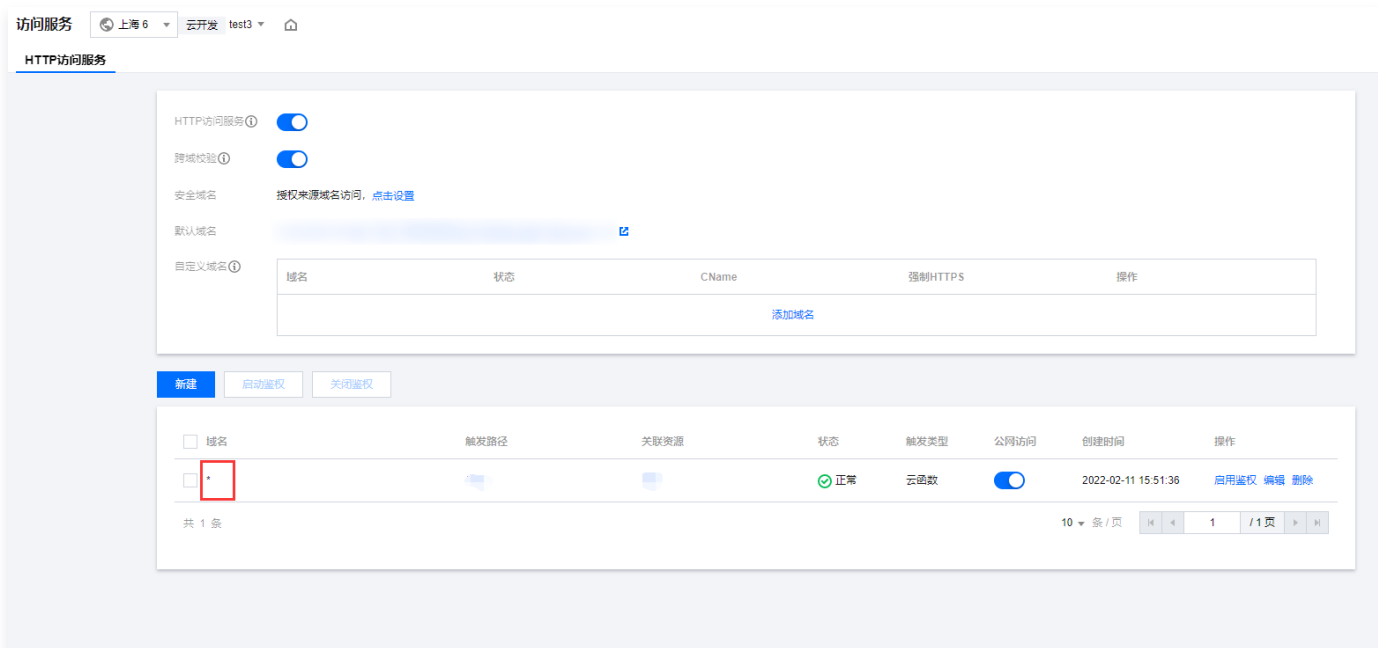 访问服务 上海 6 云开发 test3
HTTP访问服务
HTTP访问服务
跨域校验
安全域名 授权来源域名访问, 点击设置
默认域名
自定义域名
域名 状态 CName 强制HTTPS 操作
添加域名
新建 启动鉴权 关闭鉴权
域名 触发路径 关联资源 状态 触发类型 公网访问 创建时间 操作
* 正常 云函数 2022-02-11 15:51:36 启用鉴权 编辑 删除
共 1 条 10 条 / 页 1 / 1 页